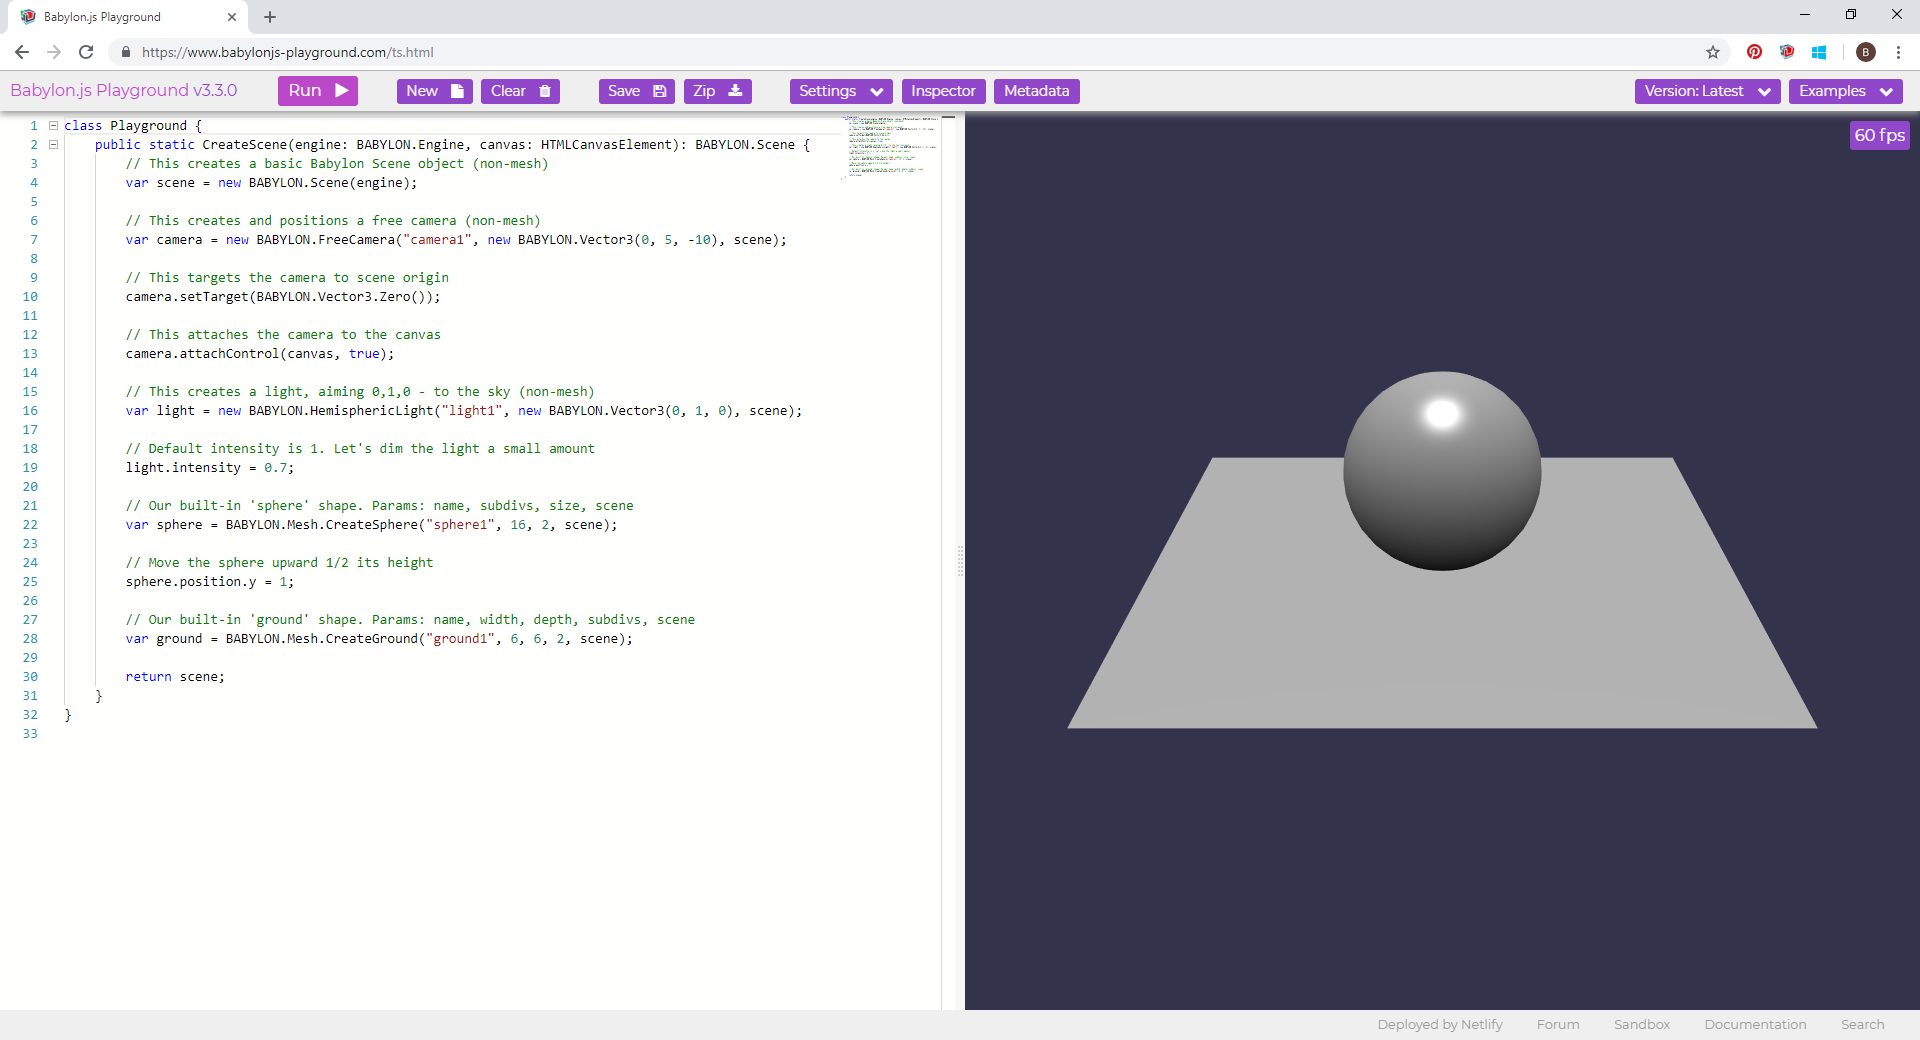 Babylon.js Playground
https://www.babylonjs-playground.com/ts.html
B
Babylon.js Playground v3.3.0
Run
New
Clear
Save
Zip
Settings
Inspector
Metadata
Version: Latest
Examples
60 fps
1 class Playground {
2 public static CreateScene(engine: BABYLON.Engine, canvas: HTMLCanvasElement): BABYLON.Scene {
3 // This creates a basic Babylon Scene object (non-mesh)
4 var scene = new BABYLON.Scene(engine);
5
6 // This creates and positions a free camera (non-mesh)
7 var camera = new BABYLON.FreeCamera("camera1", new BABYLON.Vector3(0, 5, -10), scene);
8
9 // This targets the camera to scene origin
10 camera.setTarget(BABYLON.Vector3.Zero());
11
12 // This attaches the camera to the canvas
13 camera.attachControl(canvas, true);
14
15 // This creates a light, aiming 0,1,0 - to the sky (non-mesh)
16 var light = new BABYLON.HemisphericLight("light1", new BABYLON.Vector3(0, 1, 0), scene);
17
18 // Default intensity is 1. Let's dim the light a small amount
19 light.intensity = 0.7;
20
21 // Our built-in 'sphere' shape. Params: name, subdivs, size, scene
22 var sphere = BABYLON.Mesh.CreateSphere("sphere1", 16, 2, scene);
23
24 // Move the sphere upward 1/2 its height
25 sphere.position.y = 1;
26
27 // Our built-in 'ground' shape. Params: name, width, depth, subdivs, scene
28 var ground = BABYLON.Mesh.CreateGround("ground1", 6, 6, 2, scene);
29
30 return scene;
31 }
32 }
33
Deployed by Netlify
Forum
Sandbox
Documentation
Search